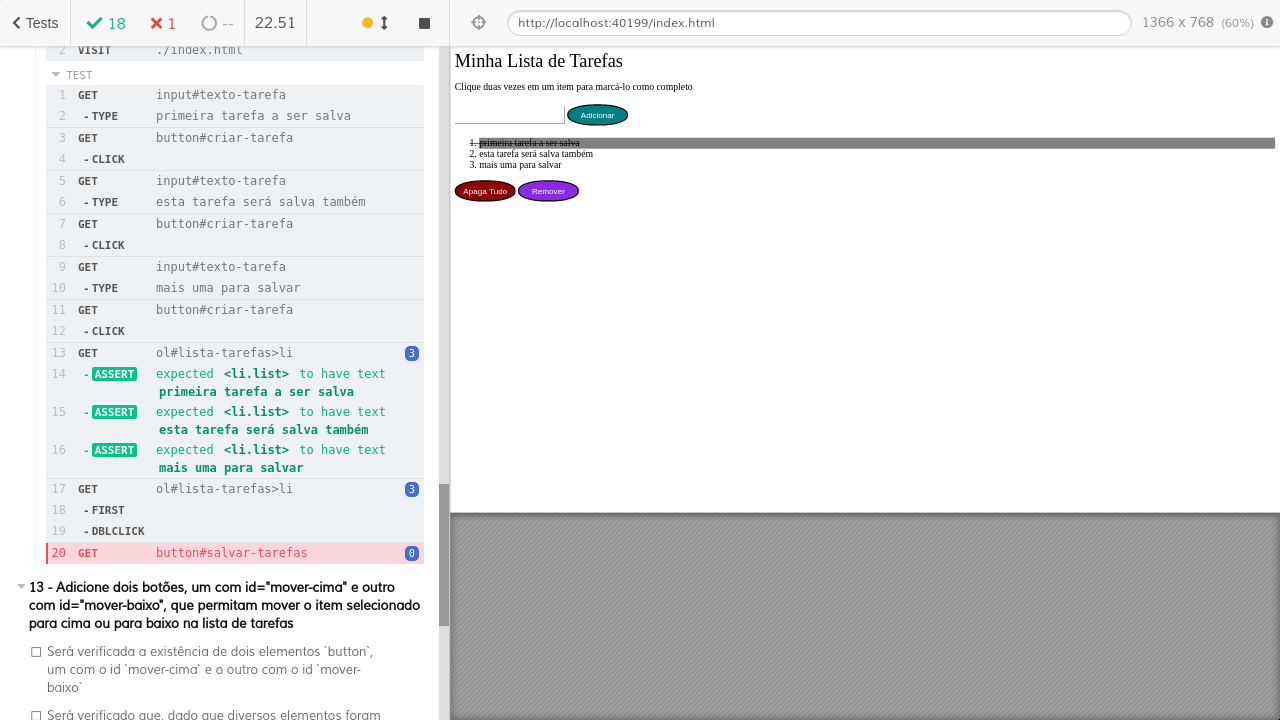 Tests
18
1
--
22.51
http://localhost:40199/index.html
1366 x 768 (60%)
2 VISIT ./index.html
TEST
1 GET input#texto-tarefa
2 - TYPE primeira tarefa a ser salva
3 GET button#criar-tarefa
4 - CLICK
5 GET input#texto-tarefa
6 - TYPE esta tarefa será salva também
7 GET button#criar-tarefa
8 - CLICK
9 GET input#texto-tarefa
10 - TYPE mais uma para salvar
11 GET button#criar-tarefa
12 - CLICK
13 GET ol#lista-tarefas>li 3
14 - ASSERT expected <li.list> to have text
primeira tarefa a ser salva
15 - ASSERT expected <li.list> to have text
esta tarefa será salva também
16 - ASSERT expected <li.list> to have text
mais uma para salvar
17 GET ol#lista-tarefas>li 3
18 - FIRST
19 - DBLCLICK
20 GET button#salvar-tarefas 0
13 - Adicione dois botões, um com id="mover-cima" e outro
com id="mover-baixo", que permitam mover o item selecionado
para cima ou para baixo na lista de tarefas
Será verificada a existência de dois elementos `button`,
um com o id `mover-cima` e o outro com o id `mover-
baixo`
Será verificado que, dado que diversos elementos foram
Minha Lista de Tarefas
Clique duas vezes em um item para marcá-lo como completo
Adicionar
1. primeira tarefa a ser salva
2. esta tarefa será salva também
3. mais uma para salvar
Apaga Tudo
Remover